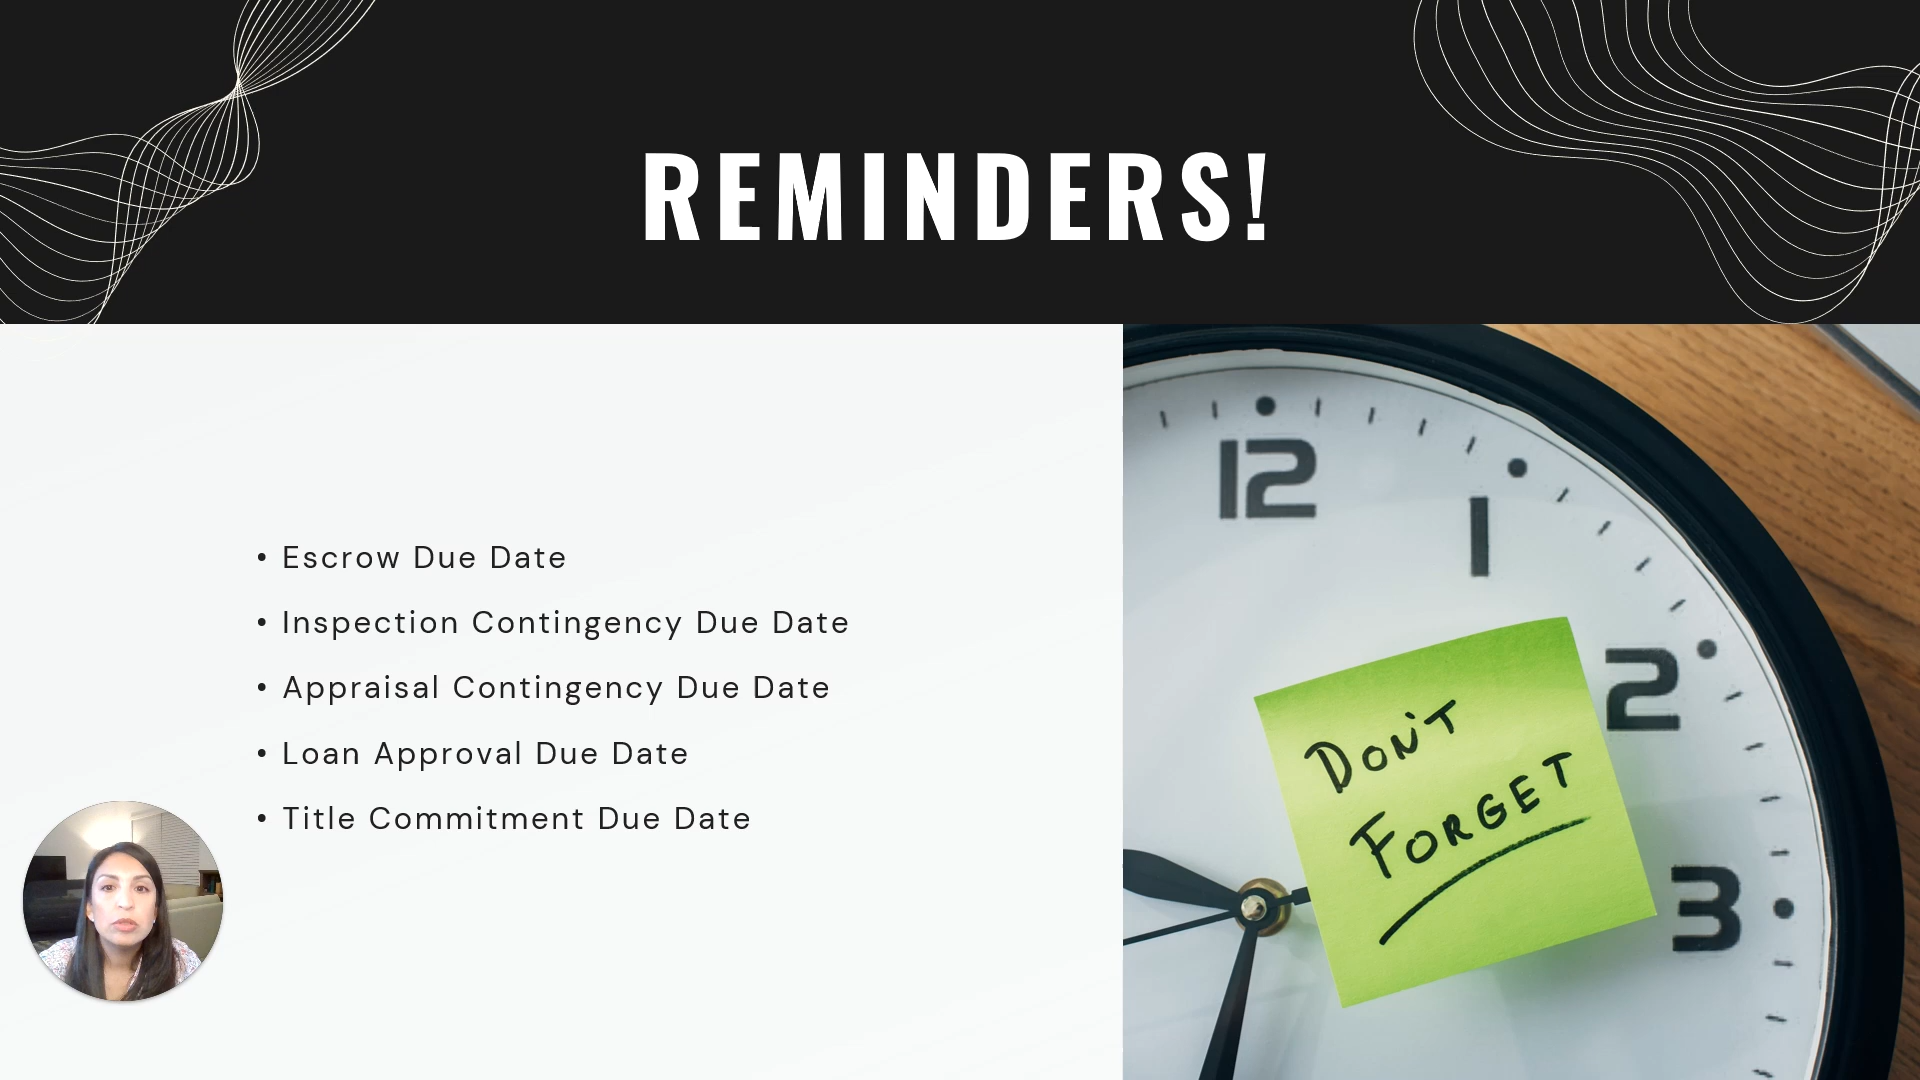 REMINDERS!
• Escrow Due Date
• Inspection Contingency Due Date
• Appraisal Contingency Due Date
• Loan Approval Due Date
• Title Commitment Due Date
12
1
2
3
DON'T
FORGET